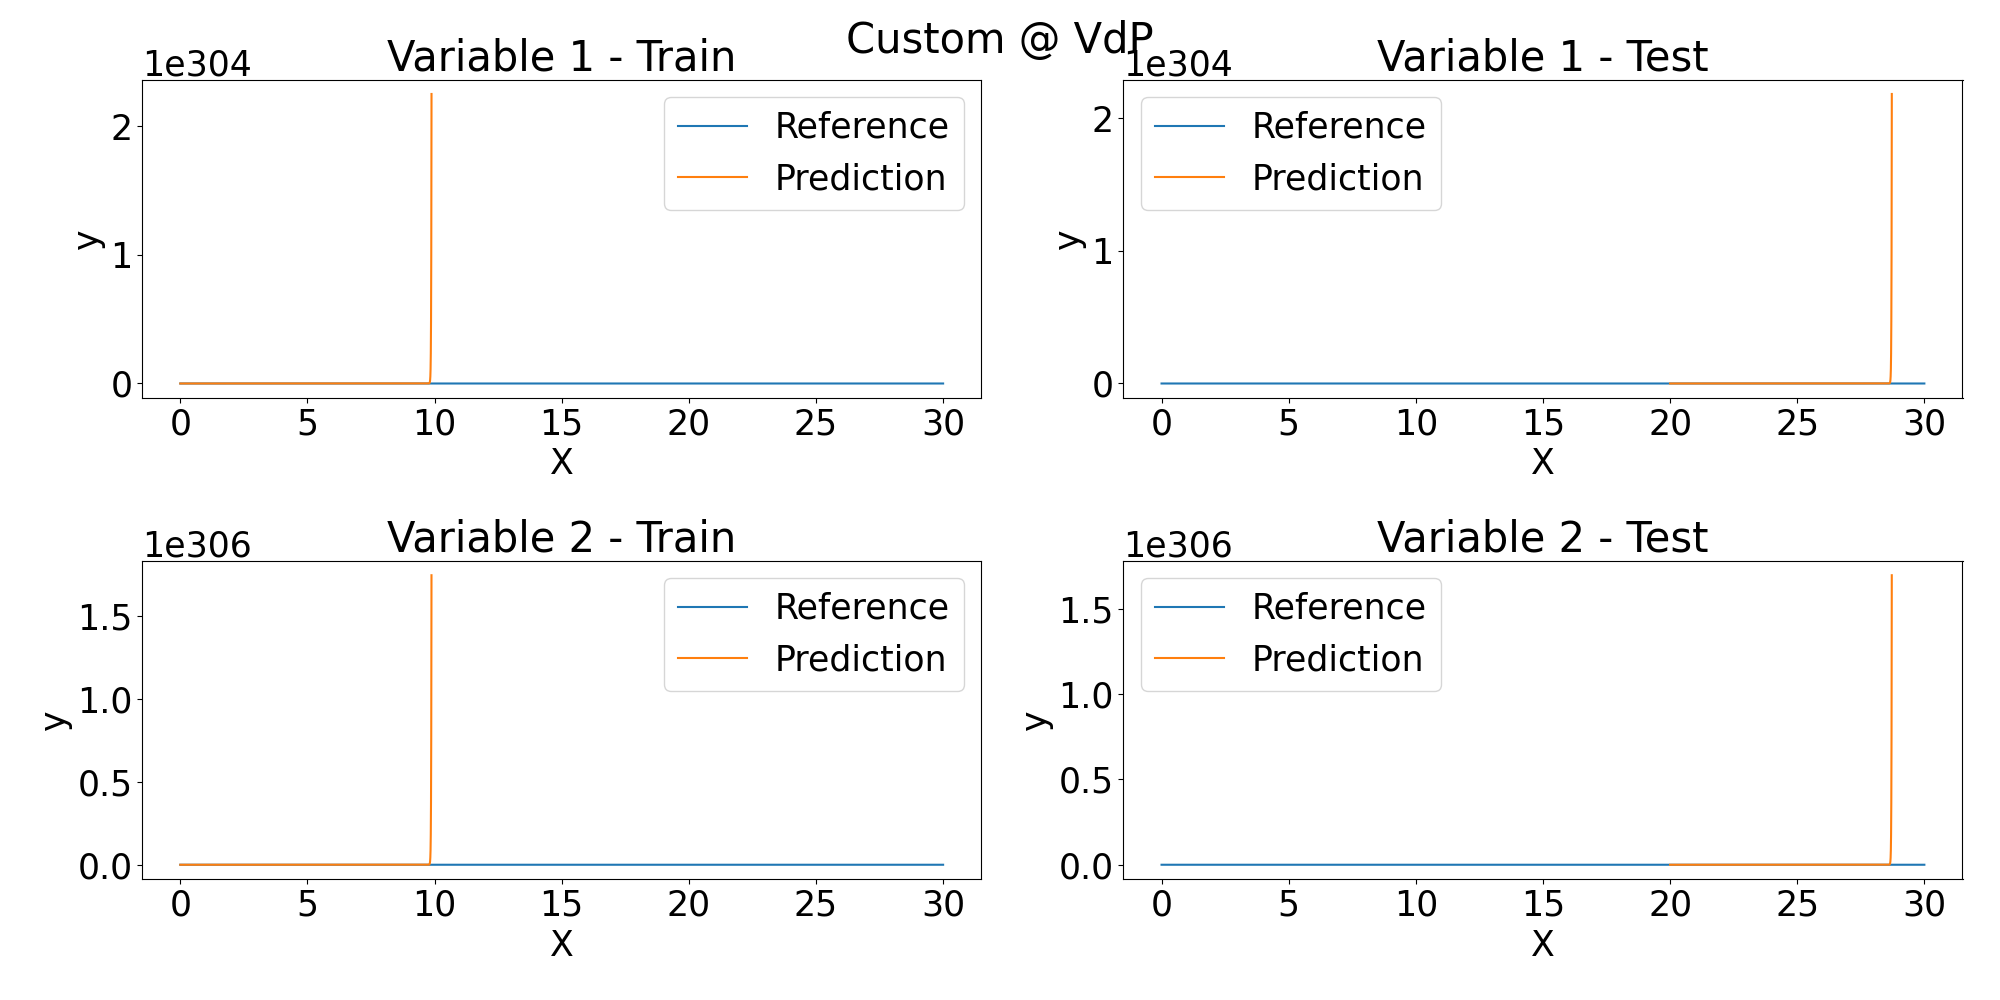 Custom @ VdP
Variable 1 - Train
1e304
Reference
Prediction
y
2
1
0
0 5 10 15 20 25 30
X
Variable 1 - Test
1e304
Reference
Prediction
y
2
1
0
0 5 10 15 20 25 30
X
Variable 2 - Train
1e306
Reference
Prediction
y
1.5
1.0
0.5
0.0
0 5 10 15 20 25 30
X
Variable 2 - Test
1e306
Reference
Prediction
y
1.5
1.0
0.5
0.0
0 5 10 15 20 25 30
X